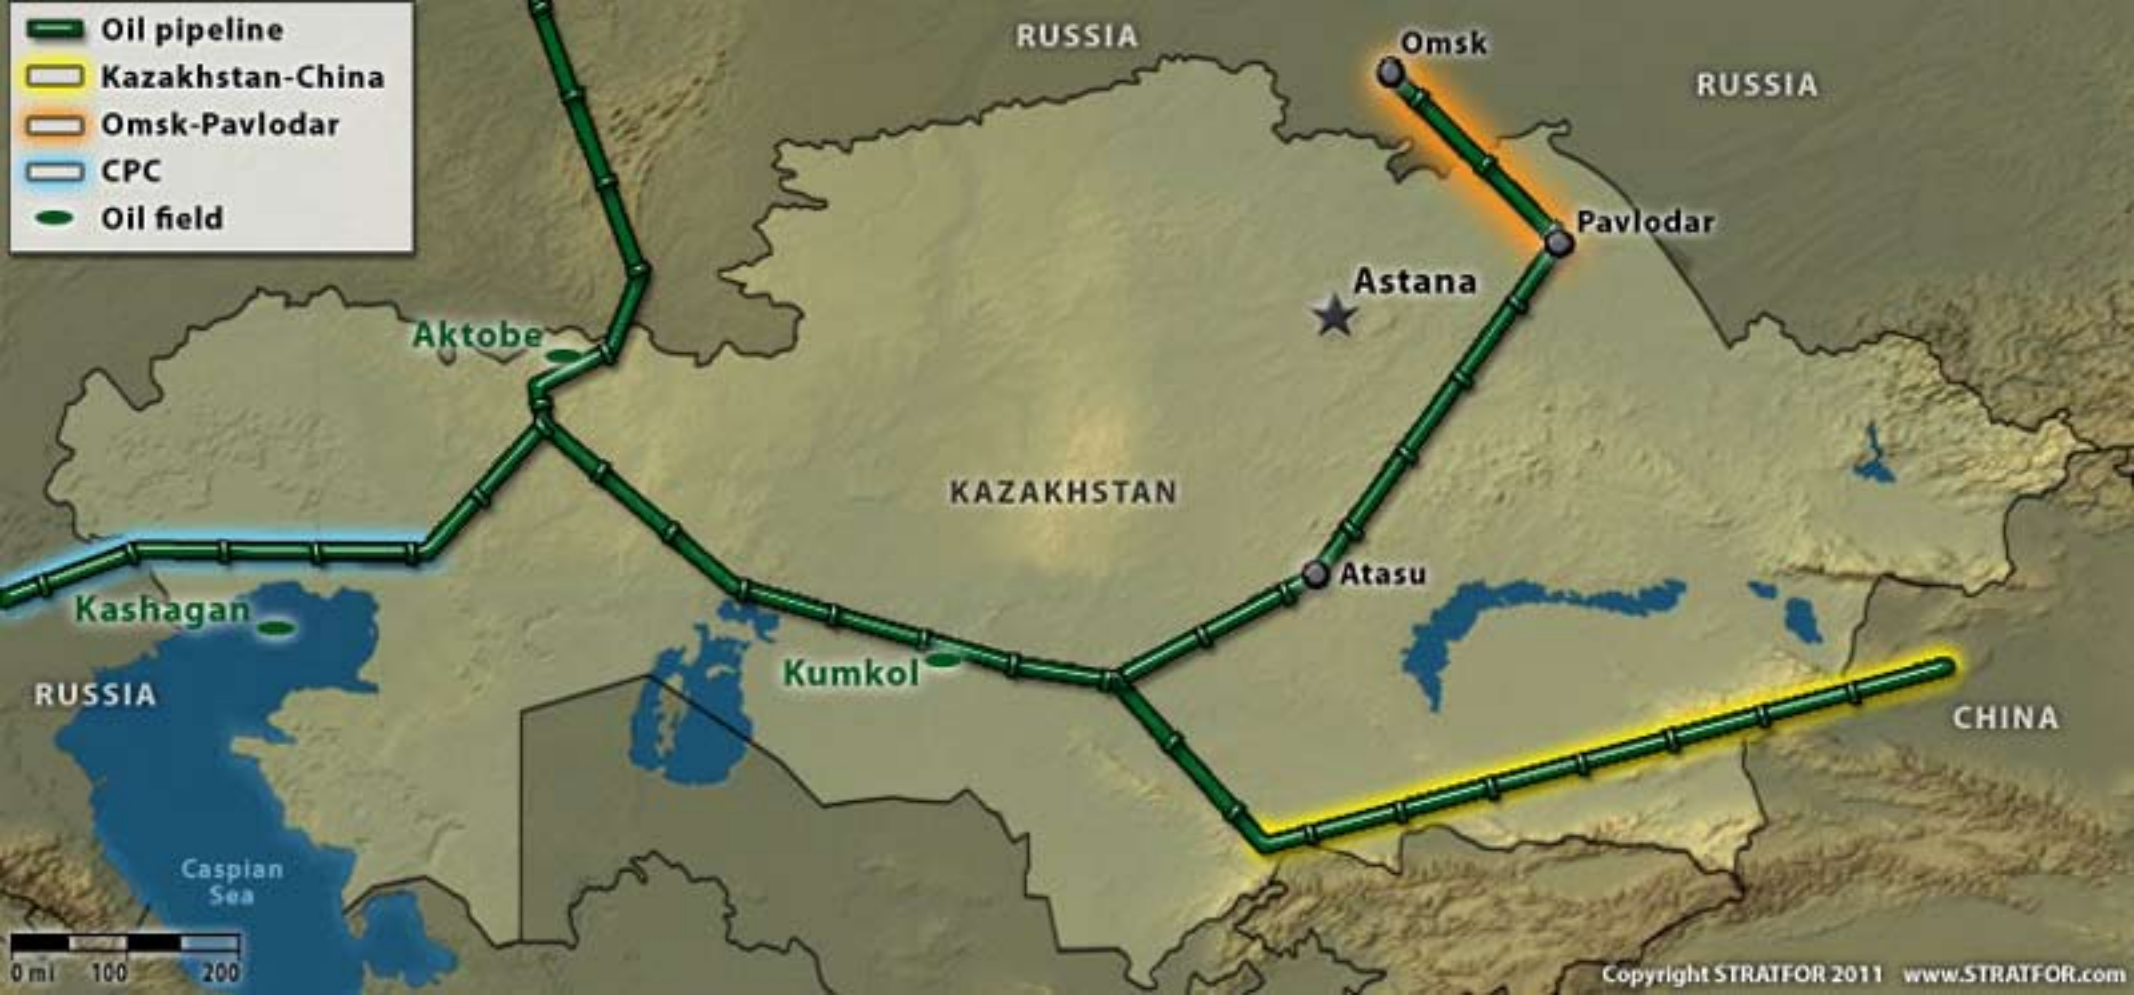 Oil pipeline
Kazakhstan-China
Omsk-Pavlodar
CPC
Oil field
RUSSIA
Omsk
RUSSIA
Pavlodar
Astana
Aktobe
KAZAKHSTAN
Atasu
Kashagan
Kumkol
RUSSIA
CHINA
Caspian
Sea
0 mi 100 200
Copyright STRATFOR 2011 www.STRATFOR.com